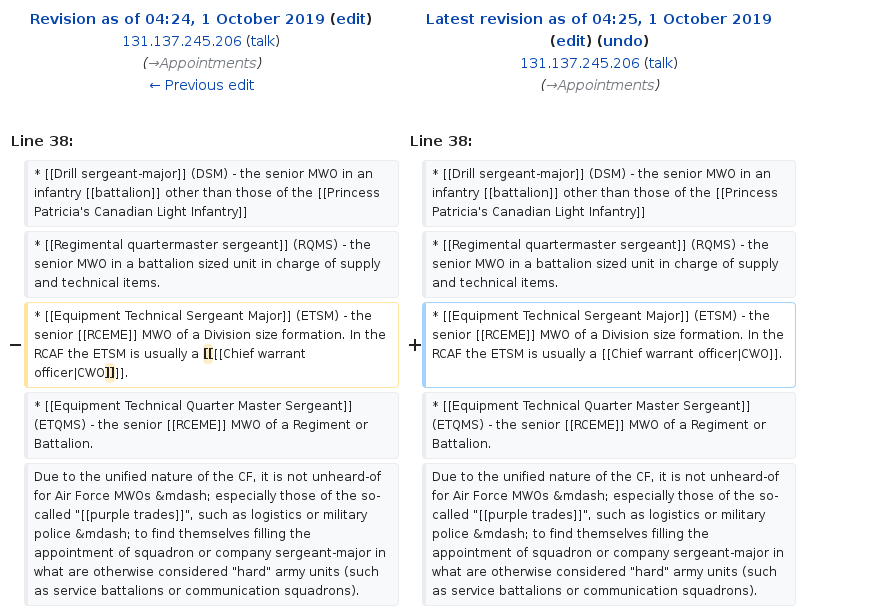 Revision as of 04:24, 1 October 2019 (edit)
131.137.245.206 (talk)
(→Appointments)
← Previous edit
Latest revision as of 04:25, 1 October 2019
(edit) (undo)
131.137.245.206 (talk)
(→Appointments)
Line 38:
Line 38:
* [[Drill sergeant-major]] (DSM) - the senior MWO in an
infantry [[battalion]] other than those of the [[Princess
Patricia's Canadian Light Infantry]]
* [[Drill sergeant-major]] (DSM) - the senior MWO in an
infantry [[battalion]] other than those of the [[Princess
Patricia's Canadian Light Infantry]]
* [[Regimental quartermaster sergeant]] (RQMS) - the
senior MWO in a battalion sized unit in charge of supply
and technical items.
* [[Regimental quartermaster sergeant]] (RQMS) - the
senior MWO in a battalion sized unit in charge of supply
and technical items.
−
* [[Equipment Technical Sergeant Major]] (ETSM) - the
senior [[RCEME]] MWO of a Division size formation. In the
RCAF the ETSM is usually a [[[[Chief warrant
officer|CWO]]]].
+
* [[Equipment Technical Sergeant Major]] (ETSM) - the
senior [[RCEME]] MWO of a Division size formation. In the
RCAF the ETSM is usually a [[Chief warrant officer|CWO]].
* [[Equipment Technical Quarter Master Sergeant]]
(ETQMS) - the senior [[RCEME]] MWO of a Regiment or
Battalion.
* [[Equipment Technical Quarter Master Sergeant]]
(ETQMS) - the senior [[RCEME]] MWO of a Regiment or
Battalion.
Due to the unified nature of the CF, it is not unheard-of
for Air Force MWOs &mdash; especially those of the so-
called "[[purple trades]]", such as logistics or military
police &mdash; to find themselves filling the
appointment of squadron or company sergeant-major in
what are otherwise considered "hard" army units (such
as service battalions or communication squadrons).
Due to the unified nature of the CF, it is not unheard-of
for Air Force MWOs &mdash; especially those of the so-
called "[[purple trades]]", such as logistics or military
police &mdash; to find themselves filling the
appointment of squadron or company sergeant-major in
what are otherwise considered "hard" army units (such
as service battalions or communication squadrons).